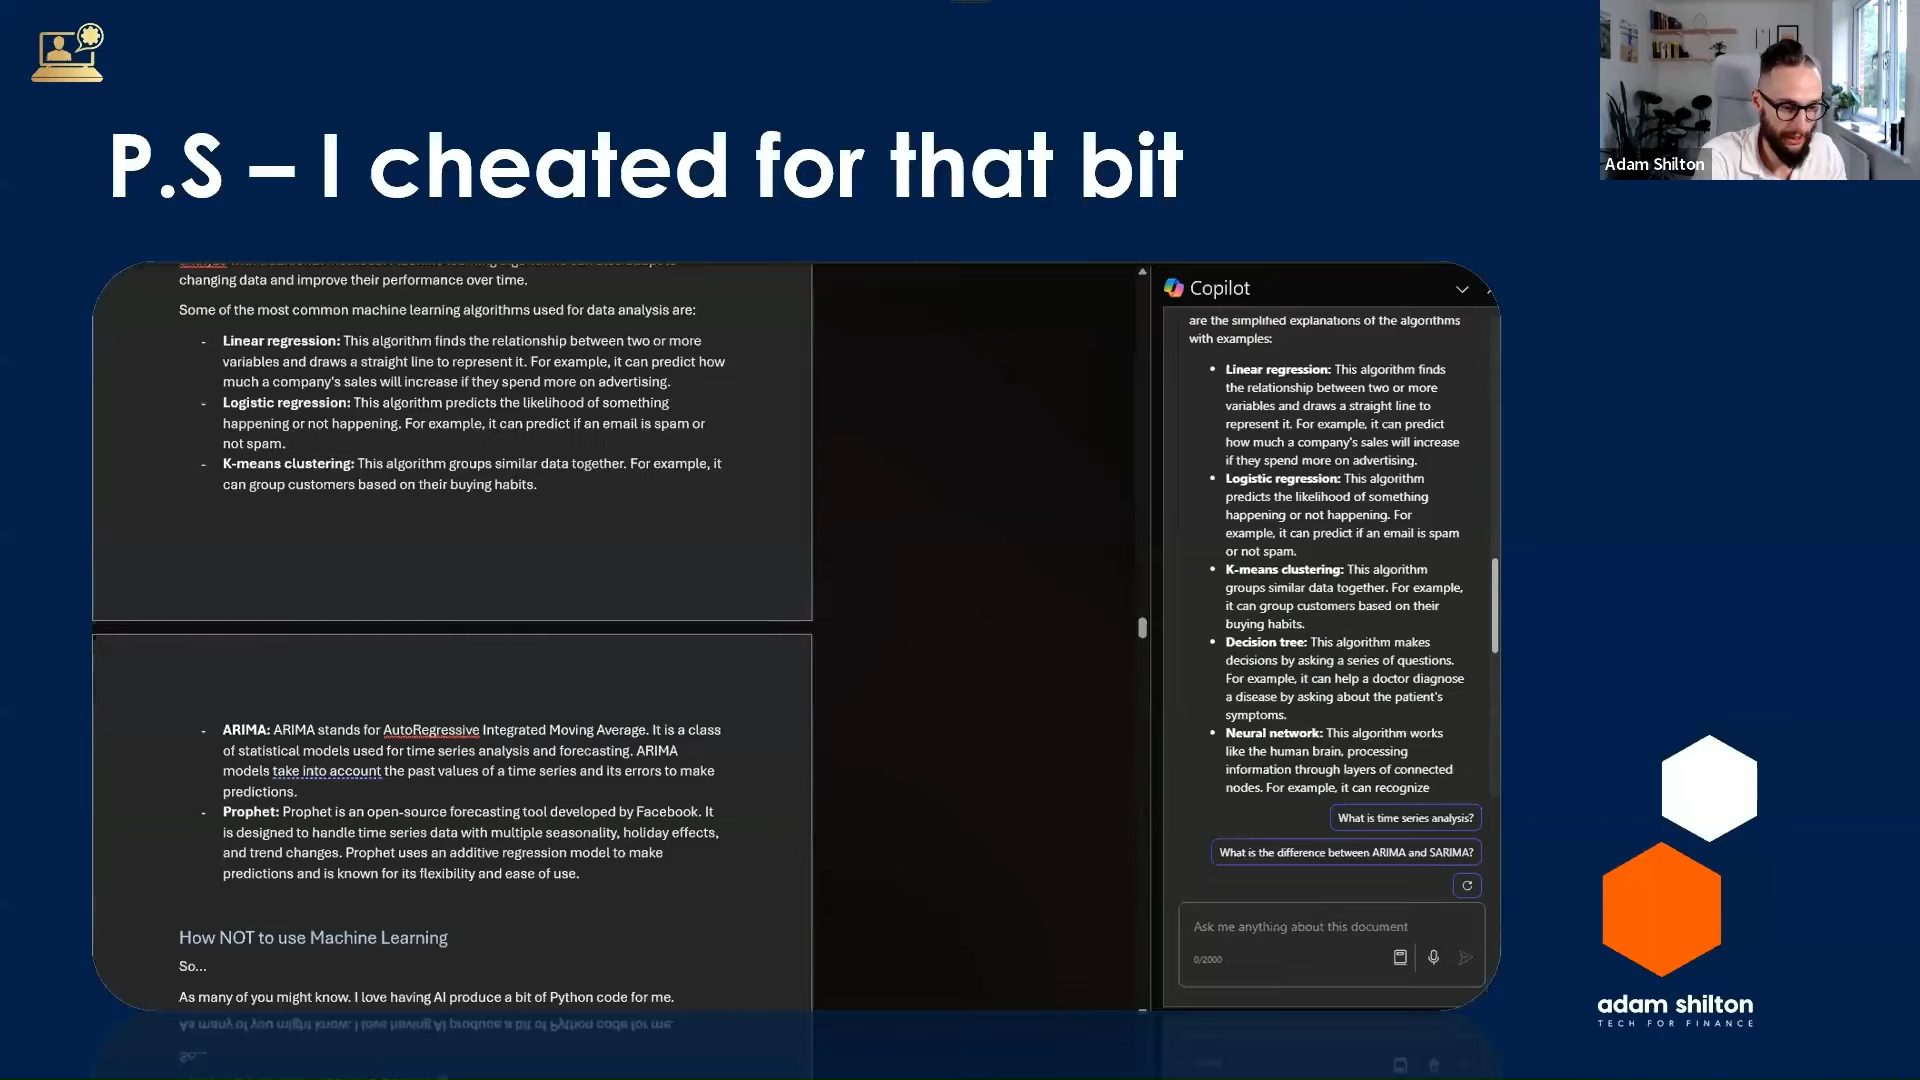 P.S – I cheated for that bit
Adam Shilton
changing data and improve their performance over time.
Some of the most common machine learning algorithms used for data analysis are:
- Linear regression: This algorithm finds the relationship between two or more
variables and draws a straight line to represent it. For example, it can predict how
much a company's sales will increase if they spend more on advertising.
- Logistic regression: This algorithm predicts the likelihood of something
happening or not happening. For example, it can predict if an email is spam or
not spam.
- K-means clustering: This algorithm groups similar data together. For example, it
can group customers based on their buying habits.
- ARIMA: ARIMA stands for AutoRegressive Integrated Moving Average. It is a class
of statistical models used for time series analysis and forecasting. ARIMA
models take into account the past values of a time series and its errors to make
predictions.
- Prophet: Prophet is an open-source forecasting tool developed by Facebook. It
is designed to handle time series data with multiple seasonality, holiday effects,
and trend changes. Prophet uses an additive regression model to make
predictions and is known for its flexibility and ease of use.
How NOT to use Machine Learning
So...
As many of you might know. I love having AI produce a bit of Python code for me.
Copilot
are the simplified explanations of the algorithms
with examples:
• Linear regression: This algorithm finds
the relationship between two or more
variables and draws a straight line to
represent it. For example, it can predict
how much a company's sales will increase
if they spend more on advertising.
• Logistic regression: This algorithm
predicts the likelihood of something
happening or not happening. For
example, it can predict if an email is spam
or not spam.
• K-means clustering: This algorithm
groups similar data together. For example,
it can group customers based on their
buying habits.
• Decision tree: This algorithm makes
decisions by asking a series of questions.
For example, it can help a doctor diagnose
a disease by asking about the patient's
symptoms.
• Neural network: This algorithm works
like the human brain, processing
information through layers of connected
nodes. For example, it can recognize
What is time series analysis?
What is the difference between ARIMA and SARIMA?
Ask me anything about this document
0/2000
adam shilton
TECH FOR FINANCE